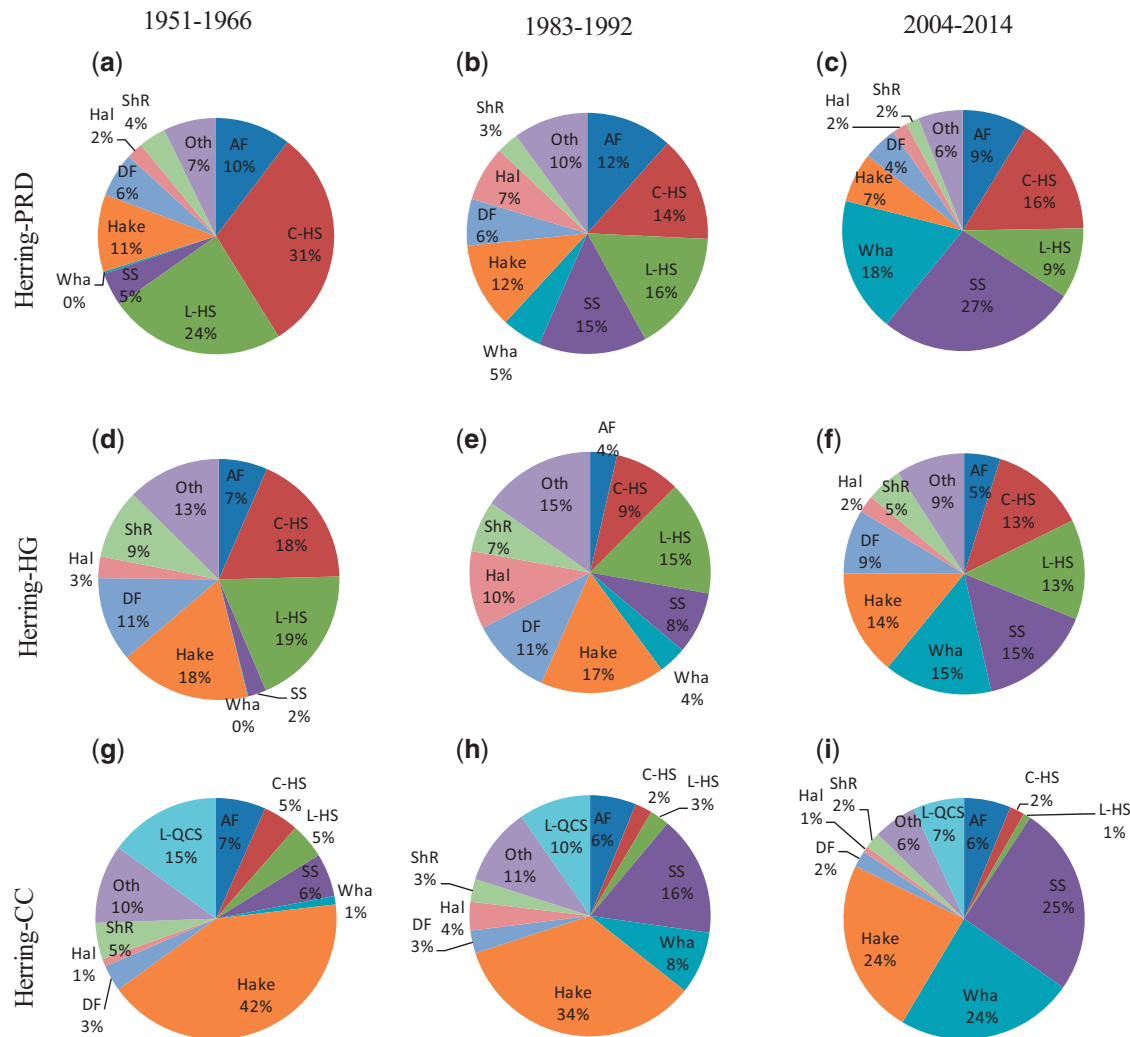 1951-1966
1983-1992
2004-2014
Herring-PRD
(a)
AF
10%
C-HS
31%
L-HS
24%
SS
5%
Wha
0%
Hake
11%
DF
6%
Hal
2%
ShR
4%
Oth
7%
(b)
AF
12%
C-HS
14%
L-HS
16%
SS
15%
Wha
5%
Hake
12%
DF
6%
Hal
7%
ShR
3%
Oth
10%
(c)
AF
9%
C-HS
16%
L-HS
9%
SS
27%
Wha
18%
Hake
7%
DF
4%
Hal
2%
ShR
2%
Oth
6%
Herring-HG
(d)
AF
7%
C-HS
18%
L-HS
19%
SS
2%
Wha
0%
Hake
18%
DF
11%
Hal
3%
ShR
9%
Oth
13%
(e)
AF
4%
C-HS
9%
L-HS
15%
SS
8%
Wha
4%
Hake
17%
DF
11%
Hal
10%
ShR
7%
Oth
15%
(f)
AF
5%
C-HS
13%
L-HS
13%
SS
15%
Wha
15%
Hake
14%
DF
9%
Hal
2%
ShR
5%
Oth
9%
Herring-CC
(g)
AF
7%
C-HS
5%
L-HS
5%
SS
6%
Wha
1%
Hake
42%
DF
3%
Hal
1%
ShR
5%
Oth
10%
L-QCS
15%
(h)
AF
6%
C-HS
2%
L-HS
3%
SS
16%
Wha
8%
Hake
34%
DF
3%
Hal
4%
ShR
3%
Oth
11%
L-QCS
10%
(i)
AF
6%
C-HS
2%
L-HS
1%
SS
25%
Wha
24%
Hake
24%
DF
2%
Hal
1%
ShR
2%
Oth
6%
L-QCS
7%